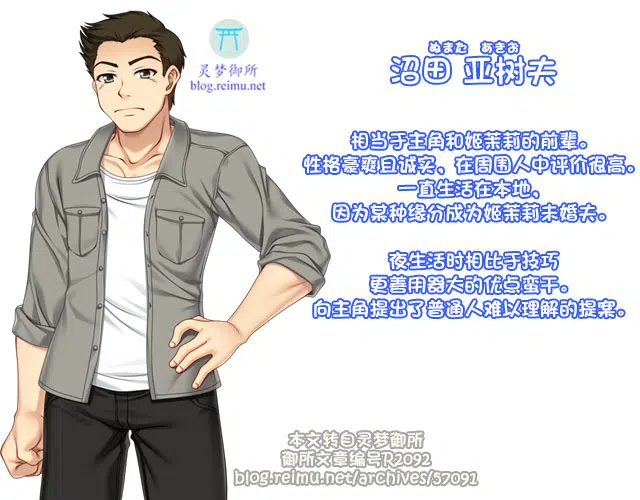 灵梦御所
blog.reimu.net
ぬまた あきお
沼田 亚树夫
相当于主角和姬茉莉的前辈。
性格豪爽且诚实、在周围人中评价很高。
一直生活在本地、
因为某种缘分成为姬茉莉未婚夫。
夜生活时相比于技巧
更善用器大的优点蛮干。
向主角提出了普通人难以理解的提案。
本文转自灵梦御所
御所文章编号R2092
blog.reimu.net/archives/57091